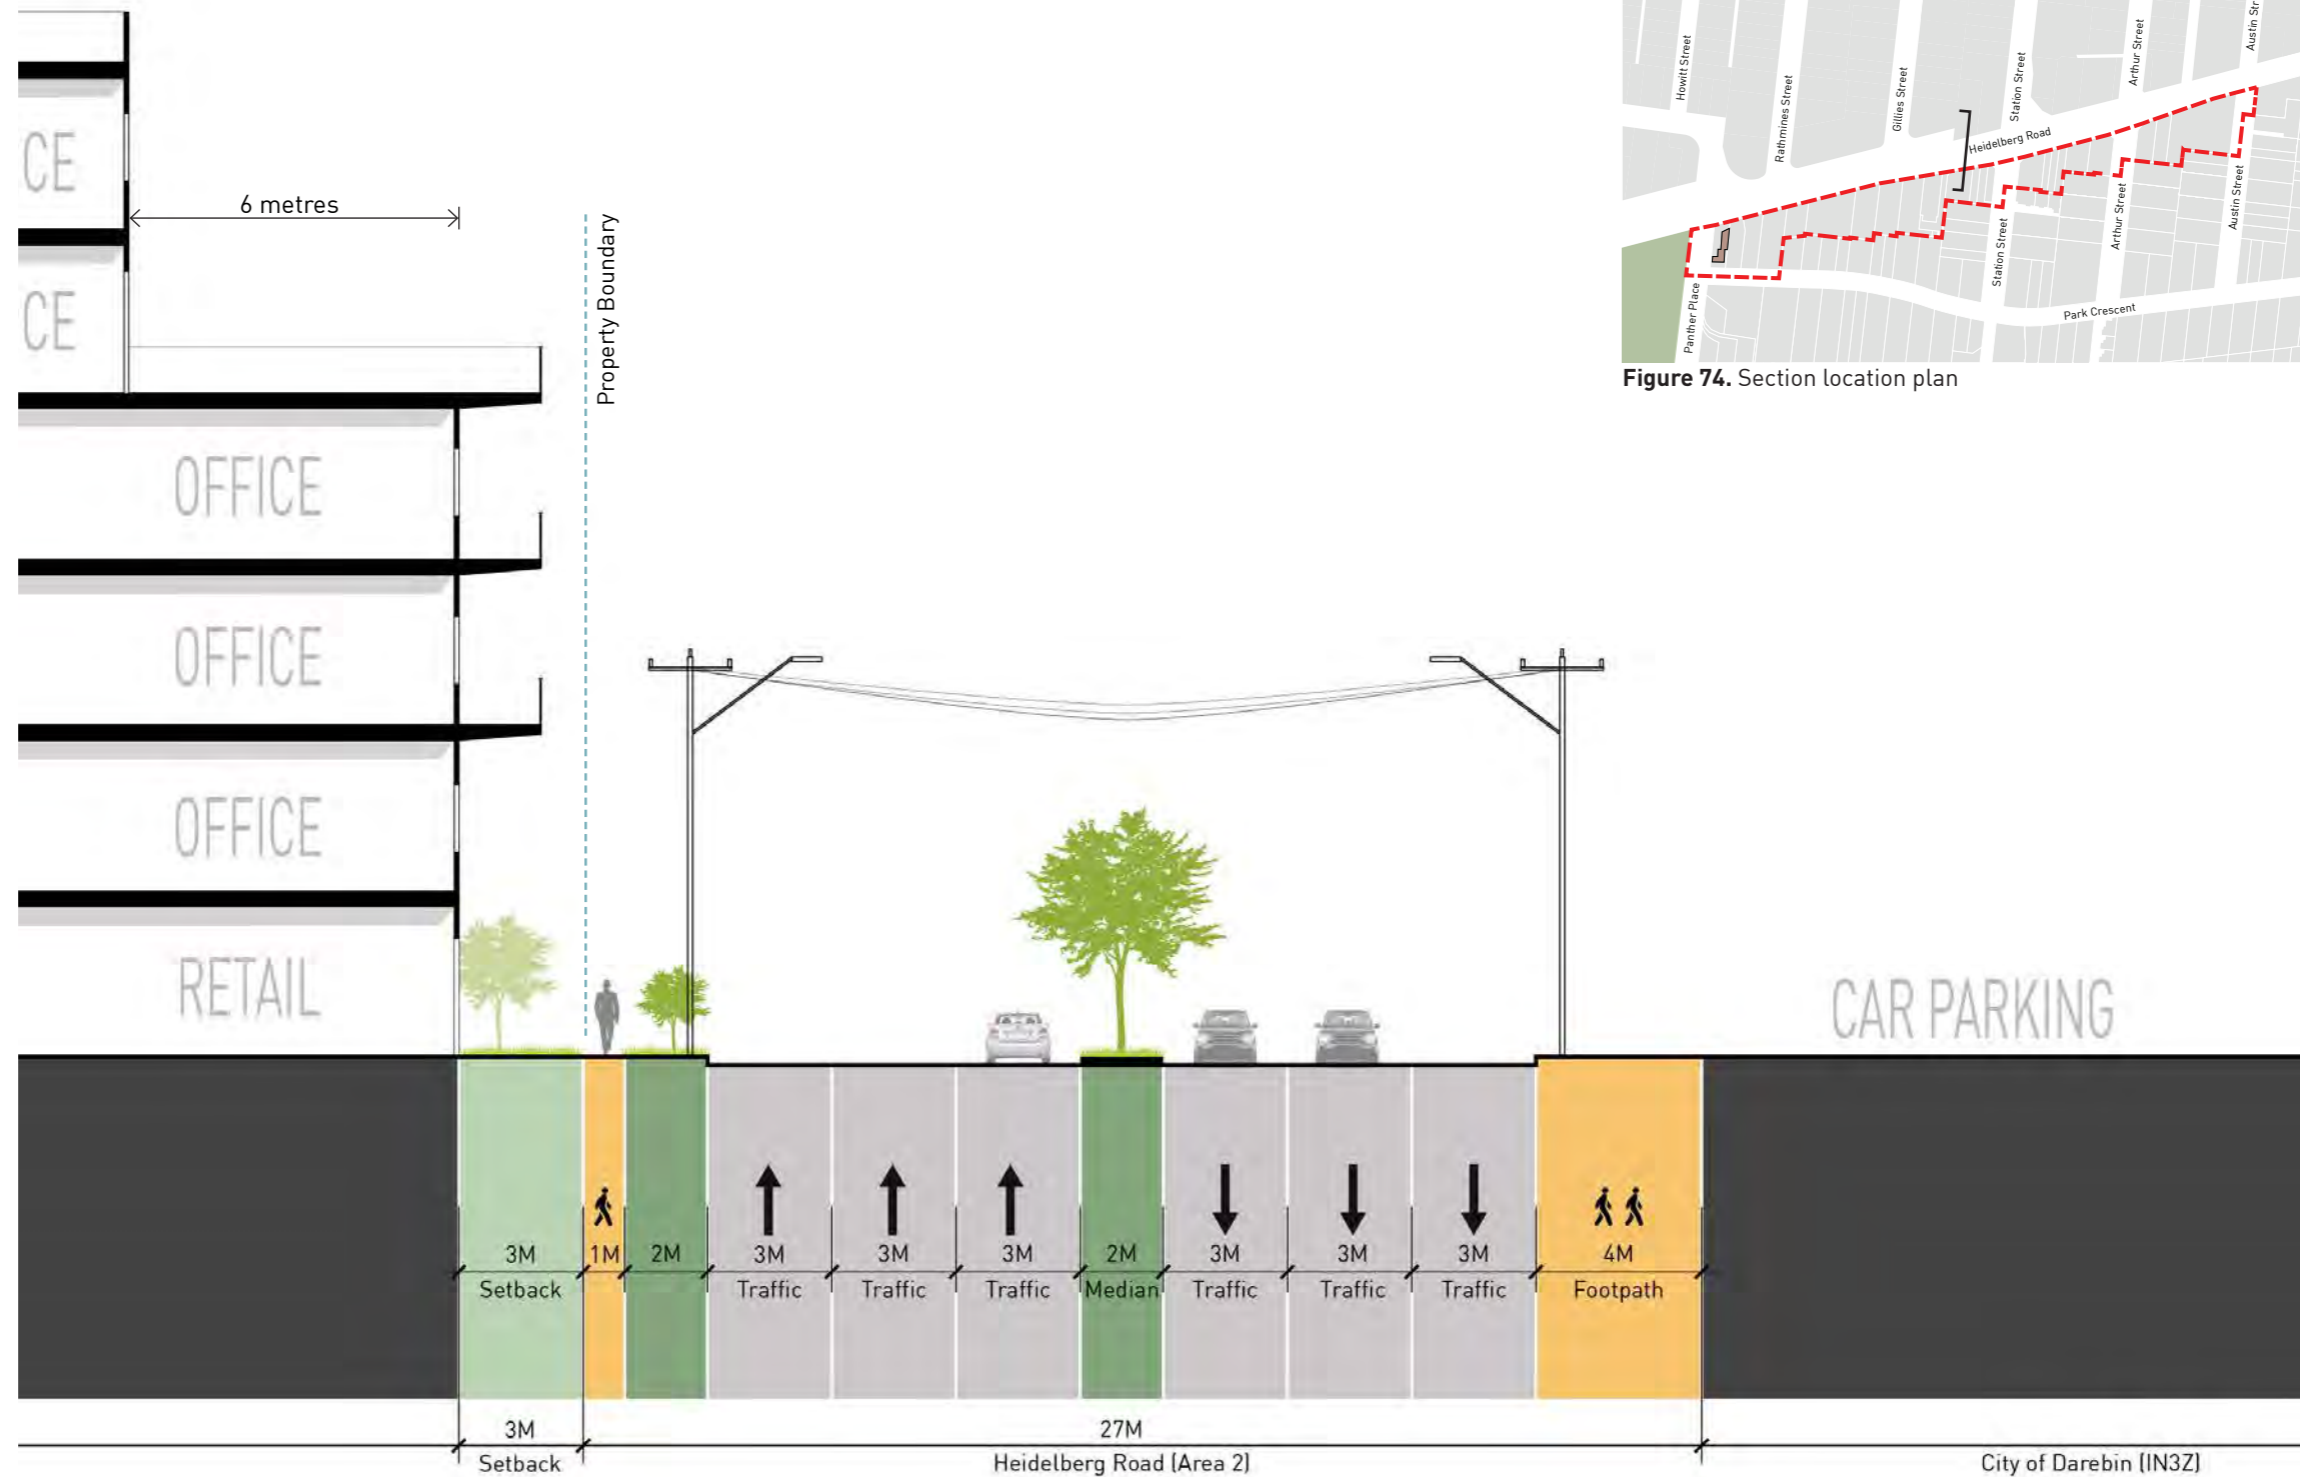 CE
6 metres
CE
Property Boundary
OFFICE
OFFICE
OFFICE
RETAIL
CAR PARKING
3M
1M
2M
3M
3M
3M
2M
3M
3M
3M
4M
Setback
Traffic
Traffic
Traffic
Median
Traffic
Traffic
Traffic
Footpath
3M
27M
Setback
Heidelberg Road (Area 2)
City of Darebin (IN3Z)
Howitt Street
Rathmines Street
Gillies Street
Station Street
Arthur Street
Austin Str
Heidelberg Road
Panther Place
Station Street
Arthur Street
Austin Street
Park Crescent
Figure 74. Section location plan